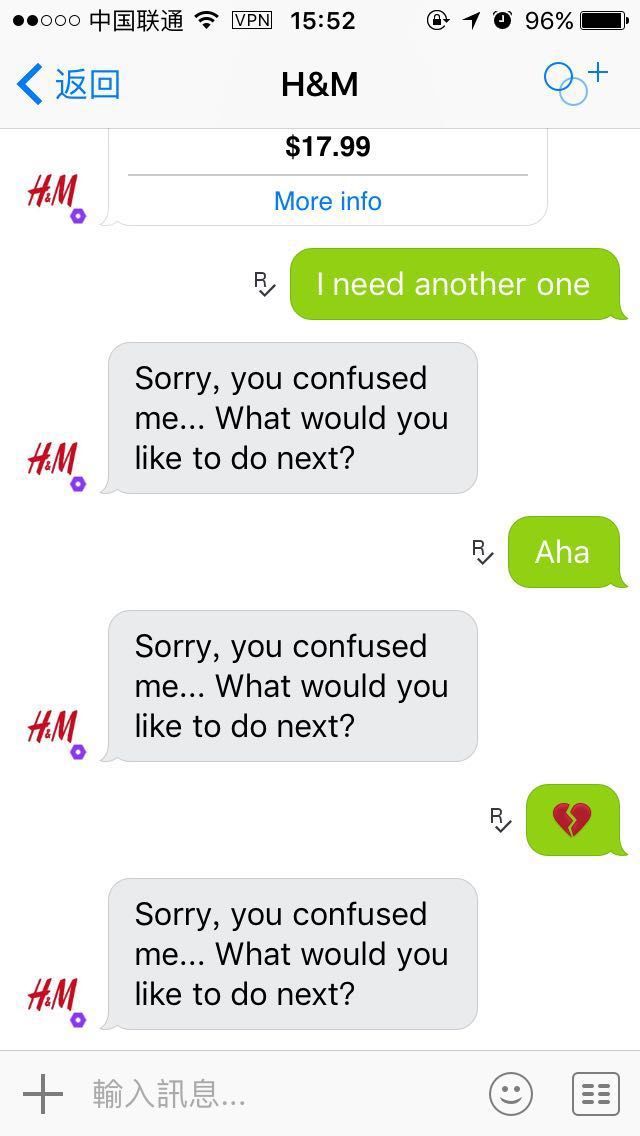 中国联通 VPN 15:52 96%
返回 H&M
$17.99
H&M
More info
R I need another one
Sorry, you confused
me... What would you
like to do next?
H&M
R Aha
Sorry, you confused
me... What would you
like to do next?
H&M
R
Sorry, you confused
me... What would you
like to do next?
H&M
輸入訊息...